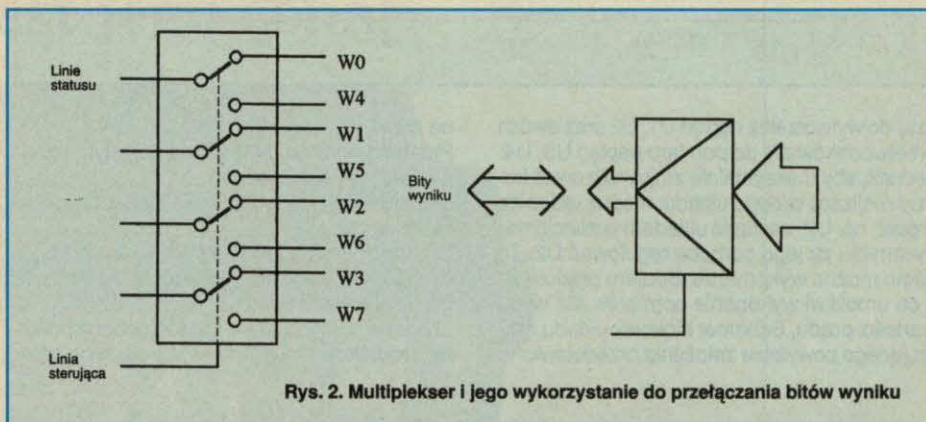 Linie
statusu
W0
W4
W1
W5
W2
W6
W3
W7
Linia
sterująca
Bity
wyniku
Rys. 2. Multiplekser i jego wykorzystanie do przełączania bitów wyniku